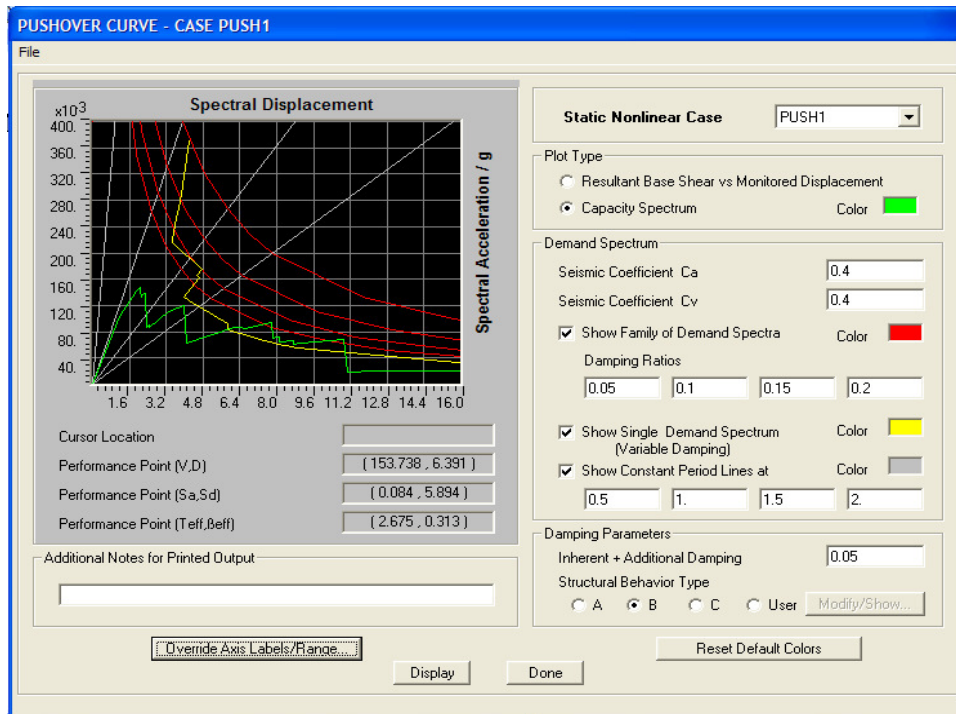 PUSHOVER CURVE - CASE PUSH1
File
Spectral Displacement
x10-3
400.
360.
320.
280.
240.
200.
160.
120.
80.
40.
1.6 3.2 4.8 6.4 8.0 9.6 11.2 12.8 14.4 16.0
Spectral Acceleration / g
Cursor Location
Performance Point (V,D) ( 153.738 , 6.391 )
Performance Point (Sa,Sd) ( 0.084 , 5.894 )
Performance Point (Teff,ßeff) ( 2.675 , 0.313 )
Additional Notes for Printed Output
Override Axis Labels/Range...
Static Nonlinear Case PUSH1
Plot Type
Resultant Base Shear vs Monitored Displacement
Capacity Spectrum Color
Demand Spectrum
Seismic Coefficient Ca 0.4
Seismic Coefficient Cv 0.4
Show Family of Demand Spectra Color
Damping Ratios
0.05 0.1 0.15 0.2
Show Single Demand Spectrum Color
(Variable Damping)
Show Constant Period Lines at Color
0.5 1. 1.5 2.
Damping Parameters
Inherent + Additional Damping 0.05
Structural Behavior Type
A B C User Modify/Show...
Reset Default Colors
Display Done